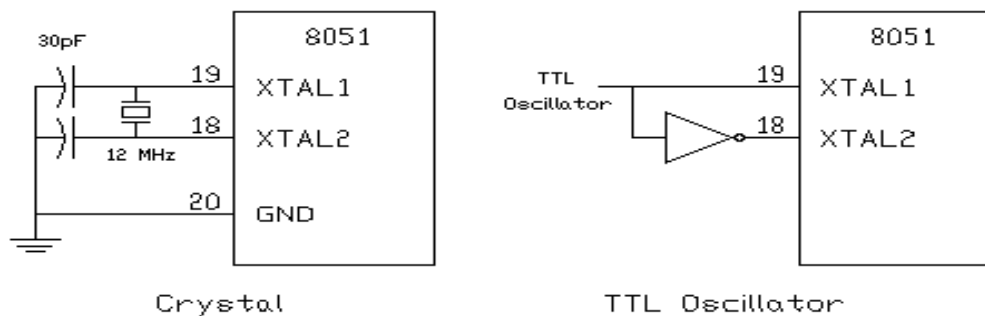 8051
30pF
19
XTAL1
18
XTAL2
12 MHz
20
GND
Crystal
8051
TTL
Oscillator
19
XTAL1
18
XTAL2
TTL Oscillator